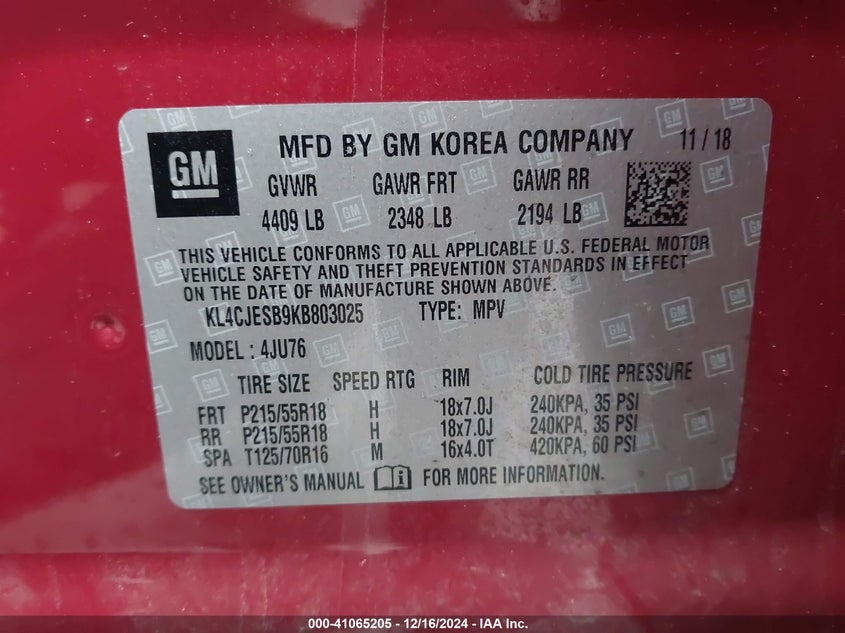 GM
MFD BY GM KOREA COMPANY 11 / 18
GVWR GAWR FRT GAWR RR
4409 LB 2348 LB 2194 LB
THIS VEHICLE CONFORMS TO ALL APPLICABLE U.S. FEDERAL MOTOR
VEHICLE SAFETY AND THEFT PREVENTION STANDARDS IN EFFECT
ON THE DATE OF MANUFACTURE SHOWN ABOVE.
KL4CJESB9KB803025 TYPE: MPV
MODEL : 4JU76
TIRE SIZE SPEED RTG RIM COLD TIRE PRESSURE
FRT P215/55R18 H 18x7.0J 240KPA, 35 PSI
RR P215/55R18 H 18x7.0J 240KPA, 35 PSI
SPA T125/70R16 M 16x4.0T 420KPA, 60 PSI
SEE OWNER'S MANUAL FOR MORE INFORMATION.
000-41065205 - 12/16/2024 - IAA Inc.